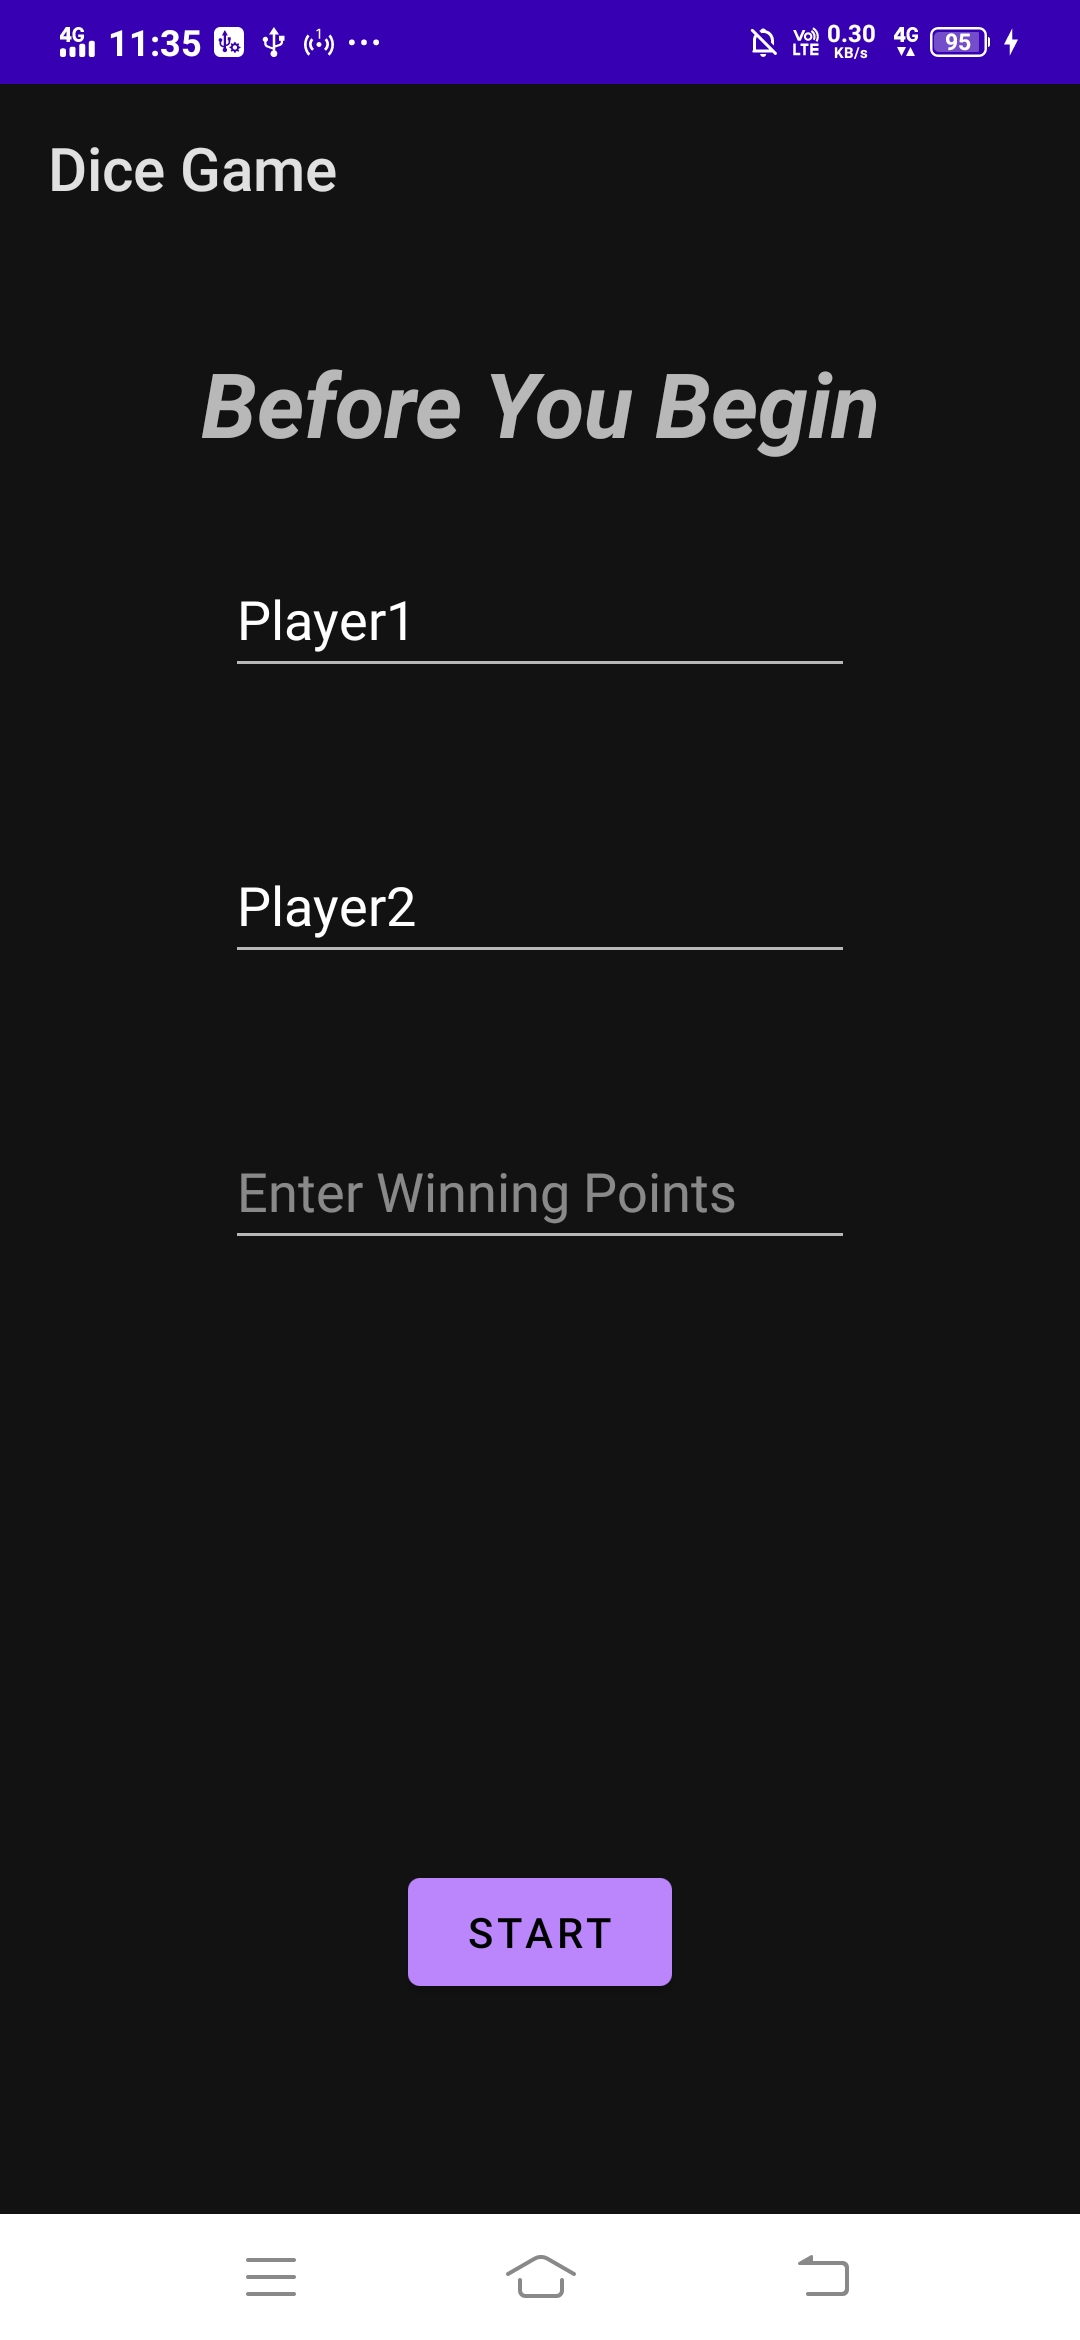 4G 11:35 1 ... Vo) LTE 0.30 KB/s 4G 95
Dice Game
Before You Begin
Player1
Player2
Enter Winning Points
START